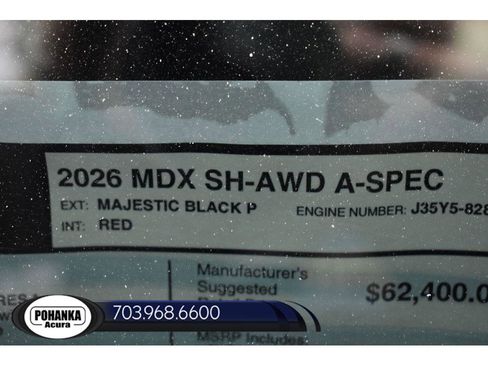 2026 MDX SH-AWD A-SPEC
EXT: MAJESTIC BLACK P
ENGINE NUMBER: J35Y5-828
INT: RED
Manufacturer's
Suggested
$62,400.0
MSRP Includes
POHANKA
Acura
703.968.6600